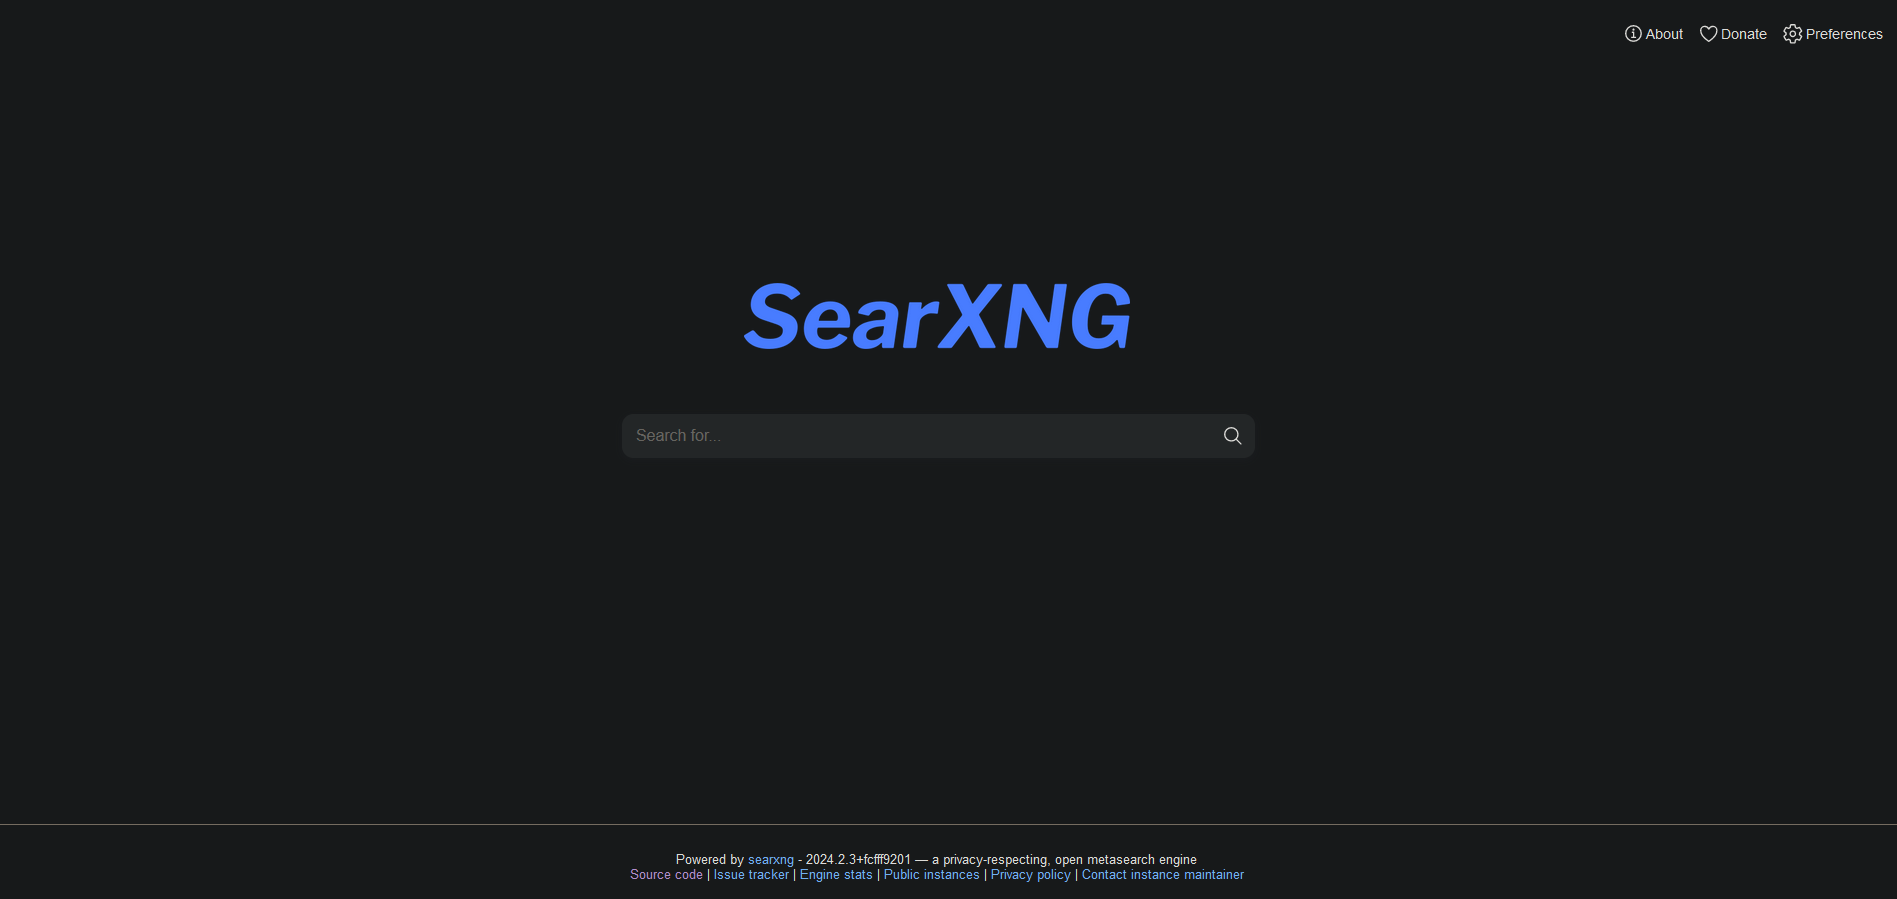 About Donate Preferences
SearXNG
Search for...
Powered by searxng - 2024.2.3+fcfff9201 — a privacy-respecting, open metasearch engine
Source code | Issue tracker | Engine stats | Public instances | Privacy policy | Contact instance maintainer